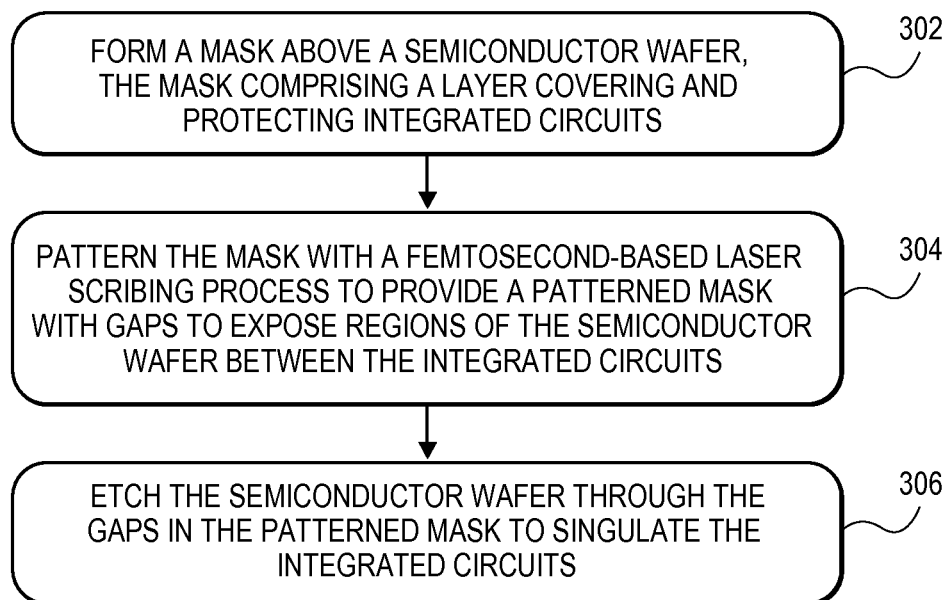 FORM A MASK ABOVE A SEMICONDUCTOR WAFER,
THE MASK COMPRISING A LAYER COVERING AND
PROTECTING INTEGRATED CIRCUITS
302
PATTERN THE MASK WITH A FEMTOSECOND-BASED LASER
SCRIBING PROCESS TO PROVIDE A PATTERNED MASK
WITH GAPS TO EXPOSE REGIONS OF THE SEMICONDUCTOR
WAFER BETWEEN THE INTEGRATED CIRCUITS
304
ETCH THE SEMICONDUCTOR WAFER THROUGH THE
GAPS IN THE PATTERNED MASK TO SINGULATE THE
INTEGRATED CIRCUITS
306